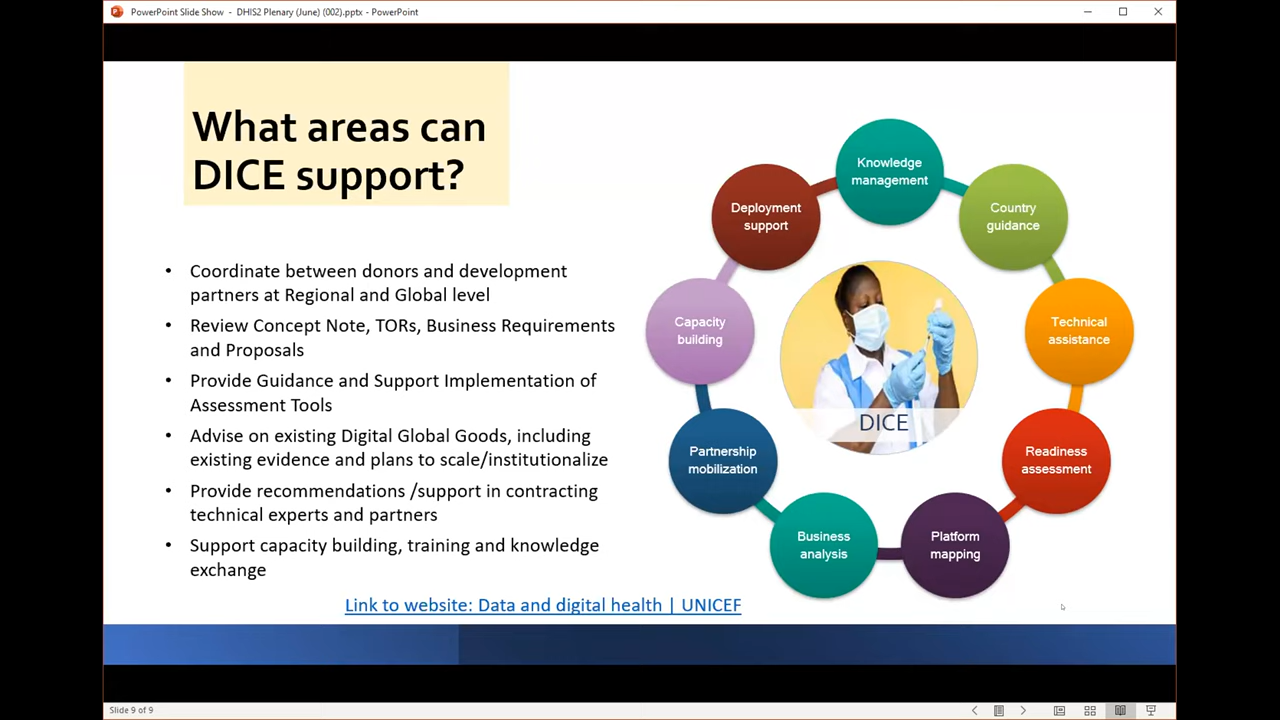 PowerPoint Slide Show - DHIS2 Plenary (June) (002).pptx - PowerPoint
What areas can
DICE support?
• Coordinate between donors and development
partners at Regional and Global level
• Review Concept Note, TORs, Business Requirements
and Proposals
• Provide Guidance and Support Implementation of
Assessment Tools
• Advise on existing Digital Global Goods, including
existing evidence and plans to scale/institutionalize
• Provide recommendations /support in contracting
technical experts and partners
• Support capacity building, training and knowledge
exchange
Link to website: Data and digital health | UNICEF
Knowledge
management
Country
guidance
Technical
assistance
Readiness
assessment
Platform
mapping
Business
analysis
Partnership
mobilization
Capacity
building
Deployment
support
DICE
Slide 9 of 9